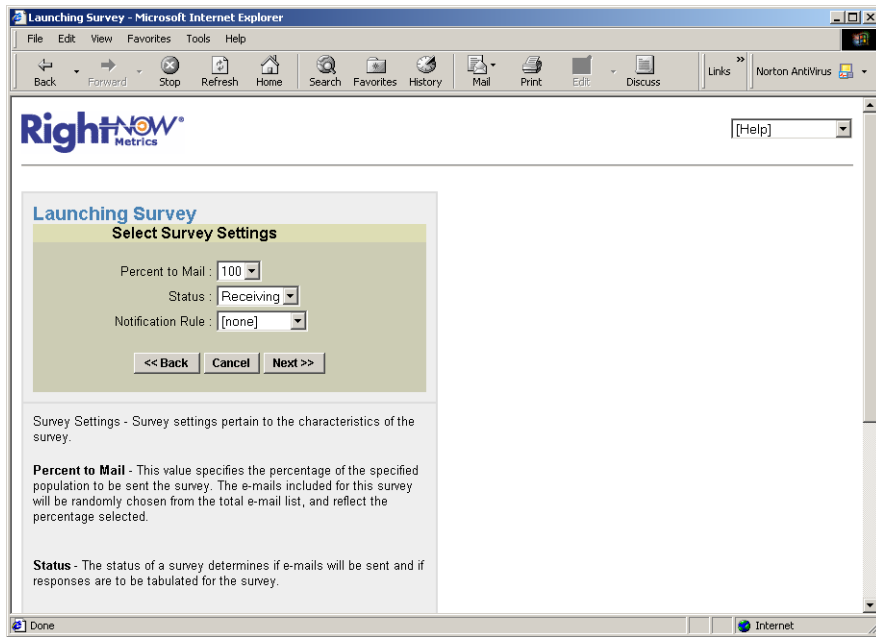 Launching Survey - Microsoft Internet Explorer
File Edit View Favorites Tools Help
Back Forward Stop Refresh Home Search Favorites History Mail Print Edit Discuss Links » Norton AntiVirus
RightNOW®
Metrics
[Help]
Launching Survey
Select Survey Settings
Percent to Mail : 100
Status : Receiving
Notification Rule : [none]
<< Back Cancel Next >>
Survey Settings - Survey settings pertain to the characteristics of the
survey.
Percent to Mail - This value specifies the percentage of the specified
population to be sent the survey. The e-mails included for this survey
will be randomly chosen from the total e-mail list, and reflect the
percentage selected.
Status - The status of a survey determines if e-mails will be sent and if
responses are to be tabulated for the survey.
Done Internet